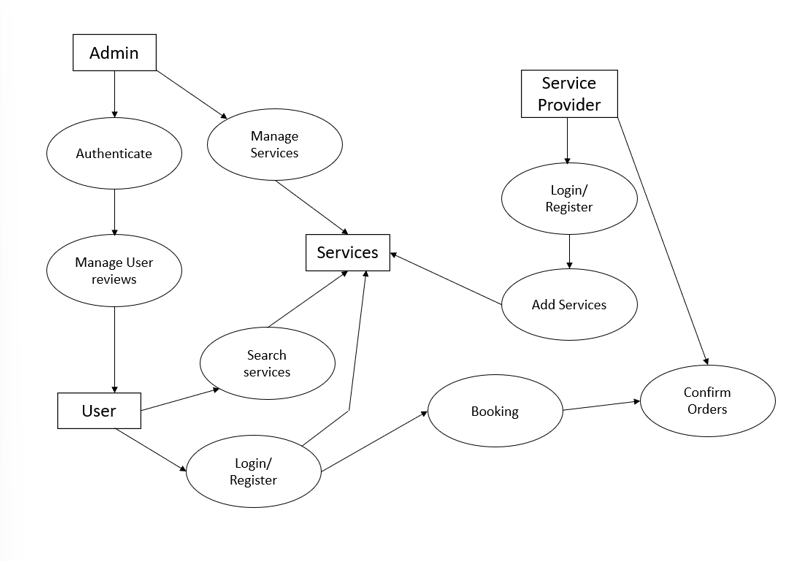 Admin
Service
Provider
Authenticate
Manage
Services
Login/
Register
Services
Manage User
reviews
Add Services
Search
services
User
Booking
Confirm
Orders
Login/
Register